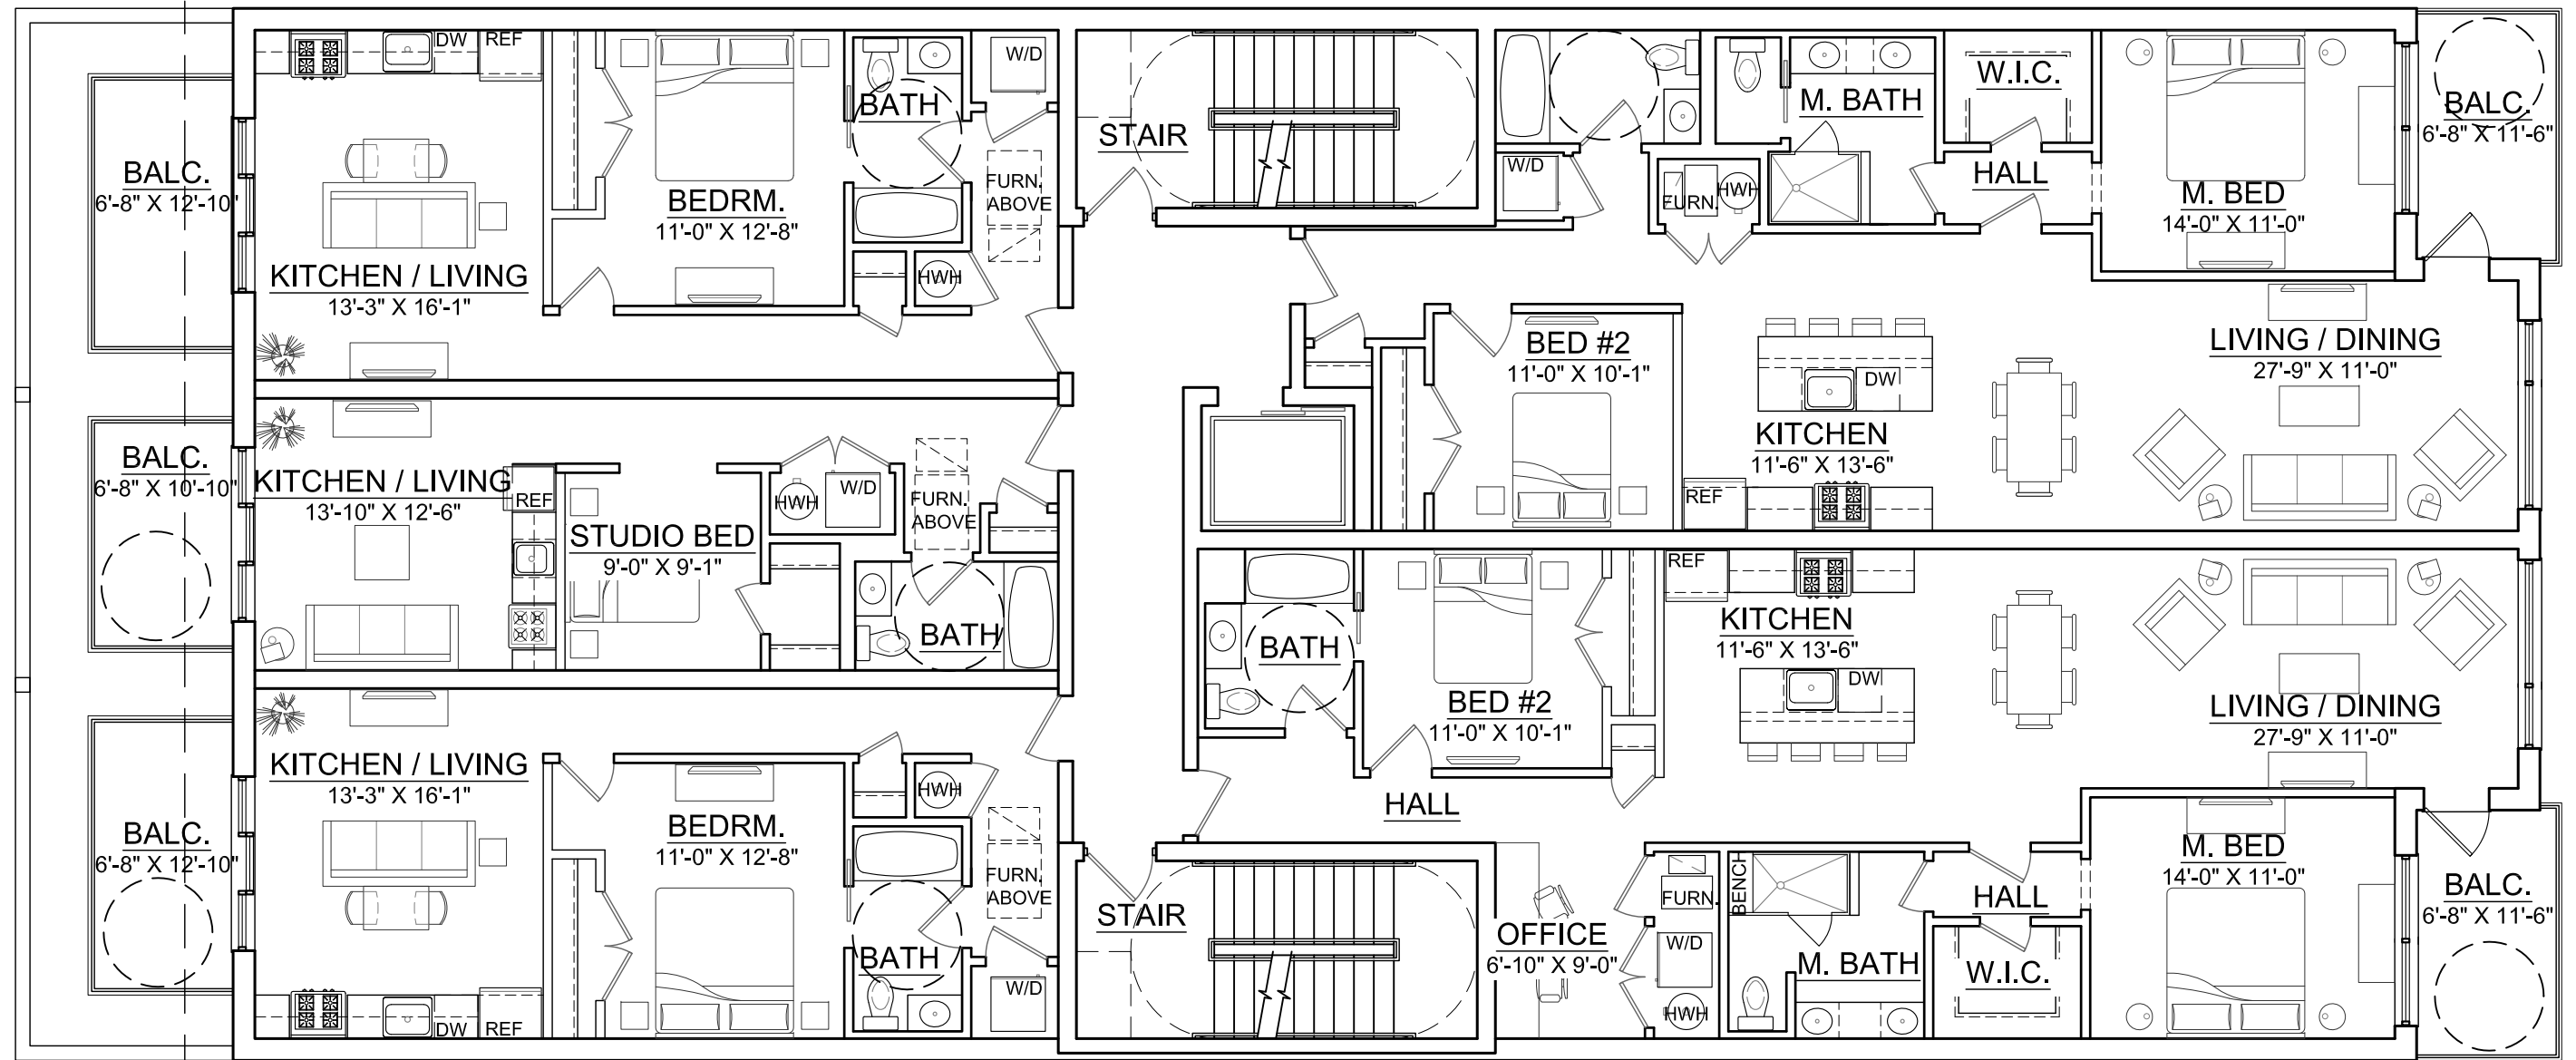 DW
REF
W/D
BATH
BALC.
6'-8" X 12'-10"
BEDRM.
11'-0" X 12'-8"
FURN.
ABOVE
KITCHEN / LIVING
13'-3" X 16'-1"
HWH
STAIR
W/D
FURN.
HWH
M. BATH
W.I.C.
HALL
M. BED
14'-0" X 11'-0"
BALC.
6'-8" X 11'-6"
BED #2
11'-0" X 10'-1"
DW
KITCHEN
11'-6" X 13'-6"
REF
LIVING / DINING
27'-9" X 11'-0"
BALC.
6'-8" X 10'-10"
KITCHEN / LIVING
13'-10" X 12'-6"
REF
STUDIO BED
9'-0" X 9'-1"
HWH
W/D
FURN.
ABOVE
BATH
BATH
BED #2
11'-0" X 10'-1"
REF
KITCHEN
11'-6" X 13'-6"
DW
LIVING / DINING
27'-9" X 11'-0"
HALL
KITCHEN / LIVING
13'-3" X 16'-1"
BALC.
6'-8" X 12'-10"
BEDRM.
11'-0" X 12'-8"
HWH
FURN.
ABOVE
BATH
W/D
DW
REF
STAIR
OFFICE
6'-10" X 9'-0"
FURN.
W/D
HWH
BENCH
M. BATH
HALL
W.I.C.
M. BED
14'-0" X 11'-0"
BALC.
6'-8" X 11'-6"